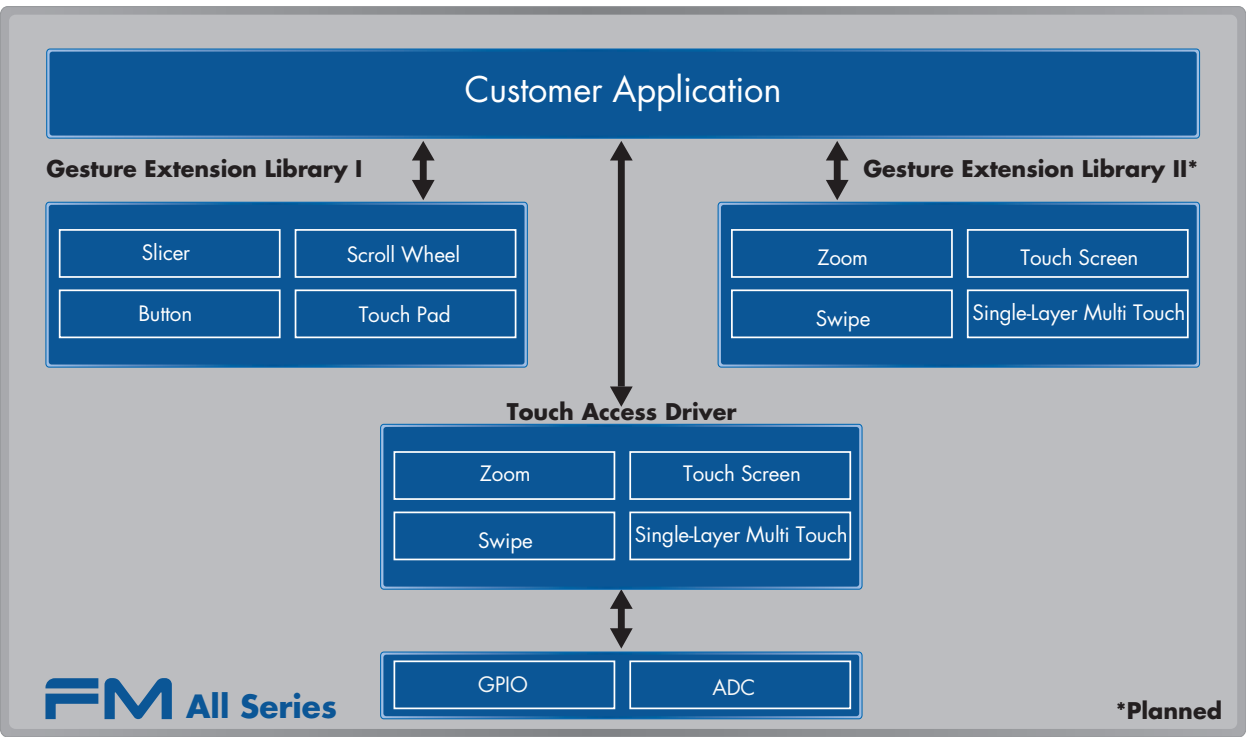 Customer Application
Gesture Extension Library I
Gesture Extension Library II*
Slicer
Scroll Wheel
Button
Touch Pad
Zoom
Touch Screen
Swipe
Single-Layer Multi Touch
Touch Access Driver
Zoom
Touch Screen
Swipe
Single-Layer Multi Touch
GPIO
ADC
FM All Series
*Planned